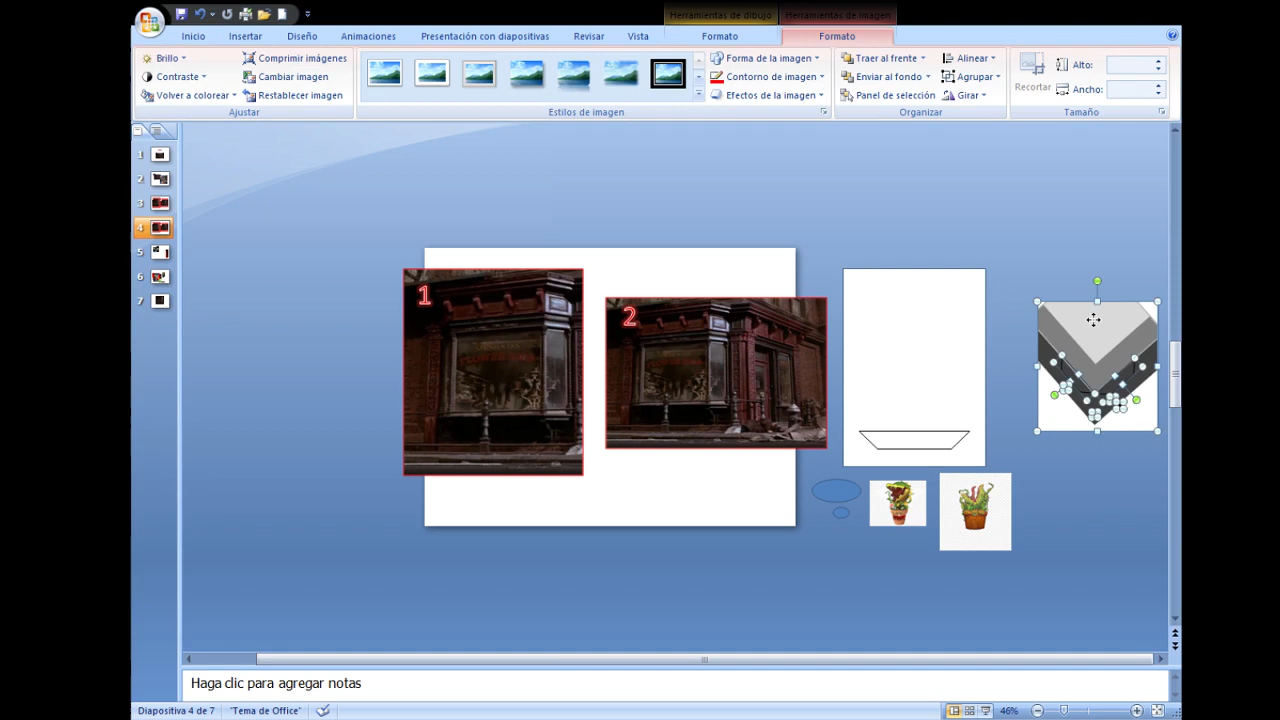 Herramientas de dibujo
Herramientas de imagen
Inicio
Insertar
Diseño
Animaciones
Presentación con diapositivas
Revisar
Vista
Formato
Formato
Brillo
Comprimir imágenes
Contraste
Cambiar imagen
Volver a colorear
Restablecer imagen
Ajustar
Estilos de imagen
Forma de la imagen
Contorno de imagen
Efectos de la imagen
Traer al frente
Alinear
Enviar al fondo
Agrupar
Panel de selección
Girar
Organizar
Recortar
Alto:
Ancho:
Tamaño
1
2
3
4
5
6
7
1
2
Haga clic para agregar notas
Diapositiva 4 de 7
"Tema de Office"
46%